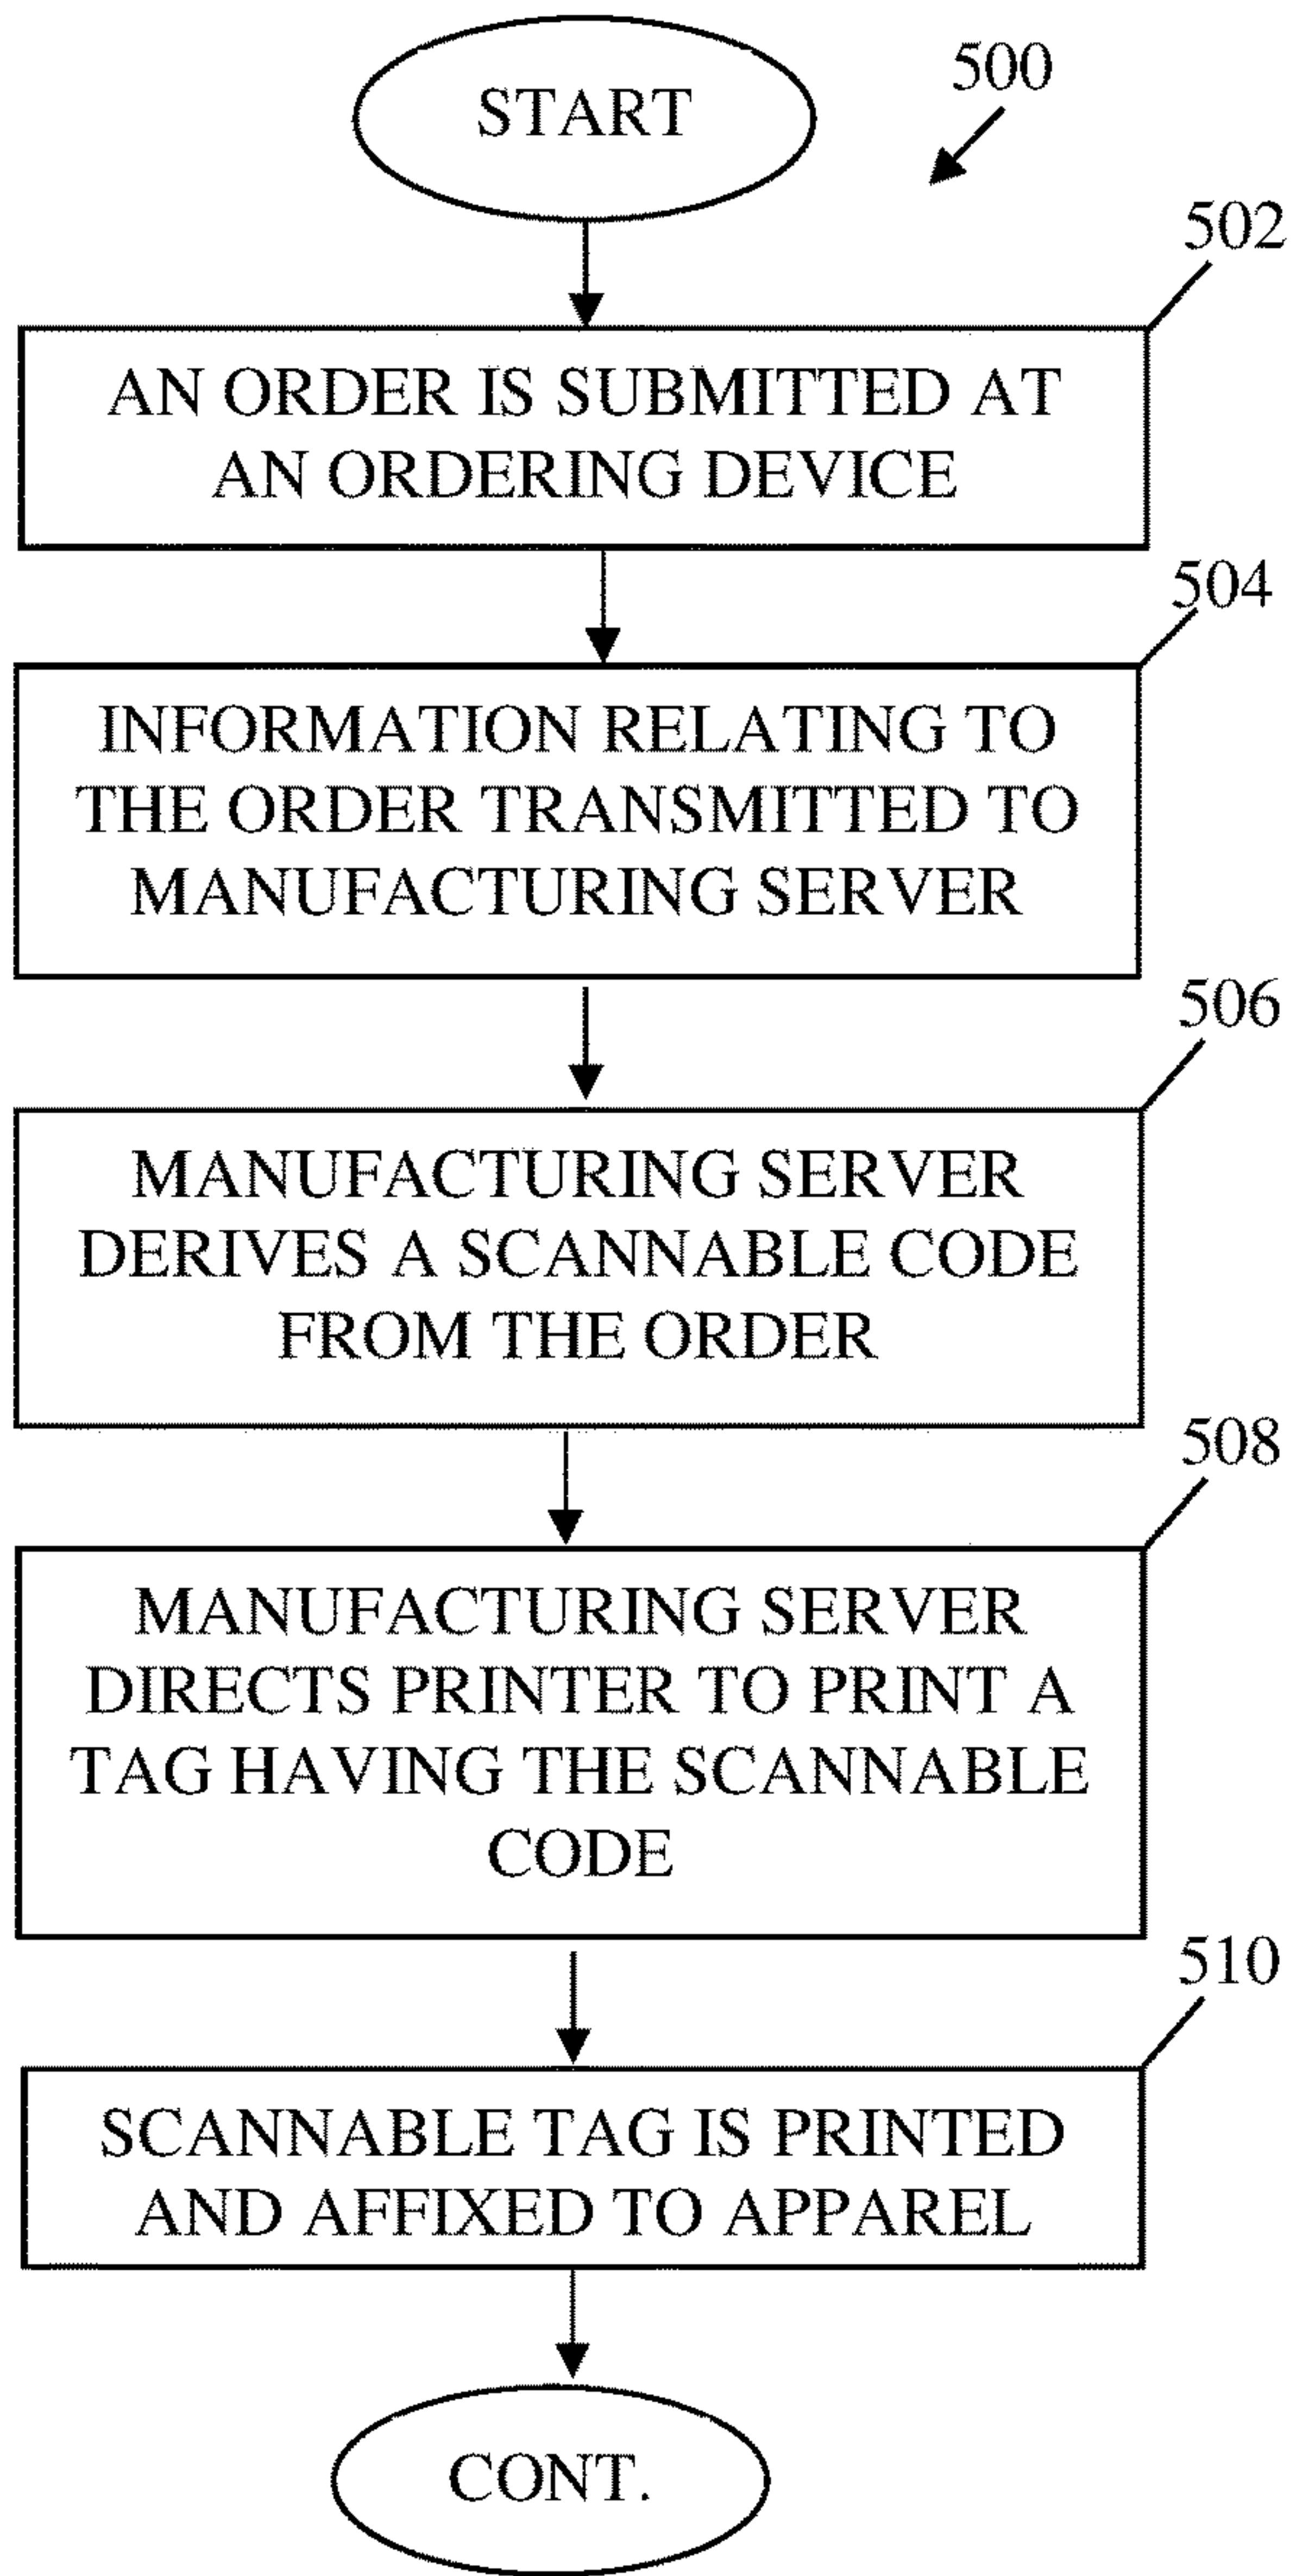 START
500
502
AN ORDER IS SUBMITTED AT
AN ORDERING DEVICE
504
INFORMATION RELATING TO
THE ORDER TRANSMITTED TO
MANUFACTURING SERVER
506
MANUFACTURING SERVER
DERIVES A SCANNABLE CODE
FROM THE ORDER
508
MANUFACTURING SERVER
DIRECTS PRINTER TO PRINT A
TAG HAVING THE SCANNABLE
CODE
510
SCANNABLE TAG IS PRINTED
AND AFFIXED TO APPAREL
CONT.